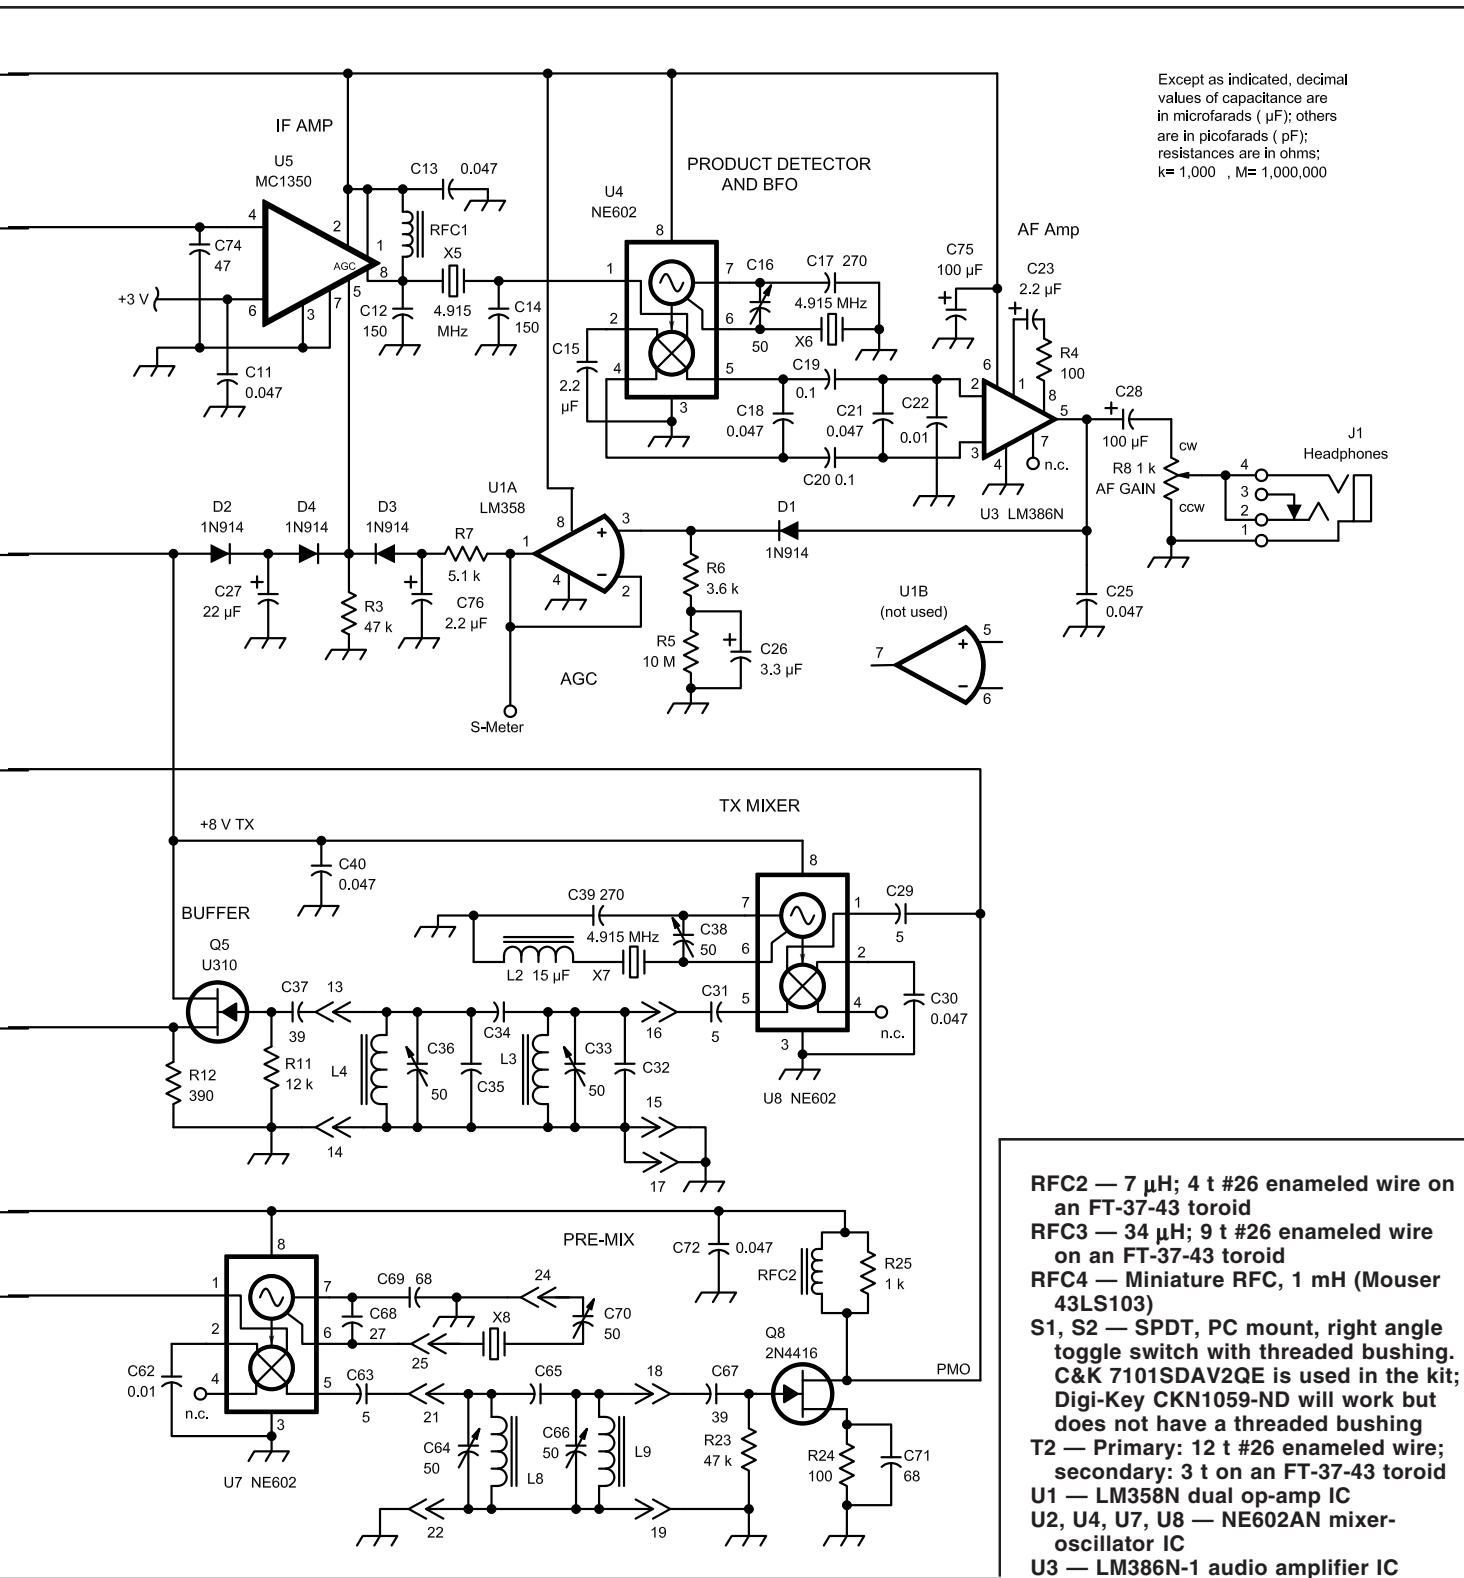 Except as indicated, decimal
values of capacitance are
in microfarads ( µF); others
are in picofarads ( pF);
resistances are in ohms;
k= 1,000 , M= 1,000,000
IF AMP
U5
MC1350
C13 0.047
PRODUCT DETECTOR
AND BFO
U4
NE602
8
4
2
1
AGC
8
5
7
3
6
C74
47
+3 V
C11
0.047
RFC1
X5
4.915
MHz
C12
150
C14
150
1
2
4
7
6
5
3
C15
2.2
µF
C16
50
C17 270
4.915 MHz
X6
C19
0.1
C18
0.047
C21
0.047
C22
0.01
C20 0.1
AF Amp
C75
100 µF
C23
2.2 µF
R4
100
6
2
1
8
5
7
3
4
n.c.
U3 LM386N
C28
100 µF
cw
R8 1 k
AF GAIN
ccw
J1
Headphones
4
3
2
1
D2
1N914
D4
1N914
D3
1N914
R7
5.1 k
U1A
LM358
1
8
3
4
2
D1
1N914
C27
22 µF
R3
47 k
C76
2.2 µF
R6
3.6 k
R5
10 M
C26
3.3 µF
AGC
S-Meter
U1B
(not used)
7
5
6
C25
0.047
TX MIXER
+8 V TX
C40
0.047
BUFFER
Q5
U310
C39 270
4.915 MHz
L2 15 µF X7
C38
50
8
7
6
5
1
2
4
3
n.c.
U8 NE602
C29
5
C30
0.047
C37
39
13
C34
16
C31
5
R12
390
R11
12 k
L4
C36
50
C35
L3
C33
50
C32
14
15
17
PRE-MIX
C72 0.047
RFC2
R25
1 k
8
1
2
4
7
6
5
3
C62
0.01
n.c.
U7 NE602
C69 68
C68
27
24
25
X8
C70
50
C63
5
21
C65
18
C67
39
C64
50
L8
C66
50
L9
22
19
R23
47 k
Q8
2N4416
PMO
R24
100
C71
68
RFC2 — 7 µH; 4 t #26 enameled wire on
an FT-37-43 toroid
RFC3 — 34 µH; 9 t #26 enameled wire
on an FT-37-43 toroid
RFC4 — Miniature RFC, 1 mH (Mouser
43LS103)
S1, S2 — SPDT, PC mount, right angle
toggle switch with threaded bushing.
C&K 7101SDAV2QE is used in the kit;
Digi-Key CKN1059-ND will work but
does not have a threaded bushing
T2 — Primary: 12 t #26 enameled wire;
secondary: 3 t on an FT-37-43 toroid
U1 — LM358N dual op-amp IC
U2, U4, U7, U8 — NE602AN mixer-
oscillator IC
U3 — LM386N-1 audio amplifier IC